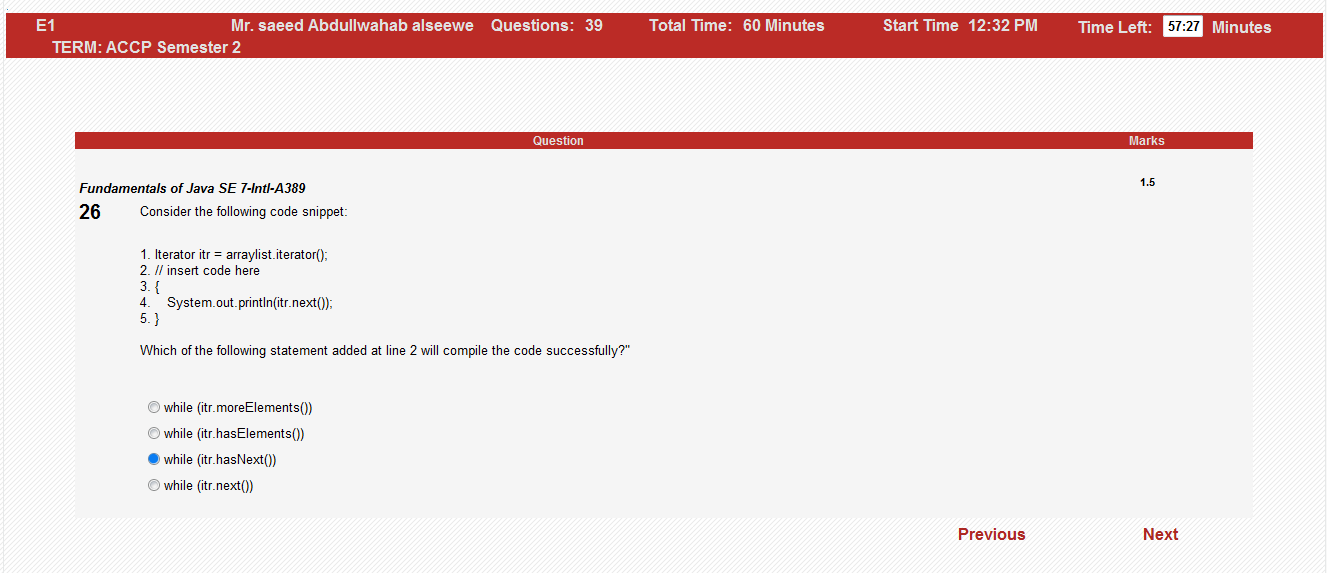 E1 Mr. saeed Abdullwahab alseewe Questions: 39 Total Time: 60 Minutes Start Time 12:32 PM Time Left: 57:27 Minutes
TERM: ACCP Semester 2
Question Marks
Fundamentals of Java SE 7-Intl-A389 1.5
26 Consider the following code snippet:
1. Iterator itr = arraylist.iterator();
2. // insert code here
3. {
4. System.out.println(itr.next());
5. }
Which of the following statement added at line 2 will compile the code successfully?"
while (itr.moreElements())
while (itr.hasElements())
while (itr.hasNext())
while (itr.next())
Previous Next